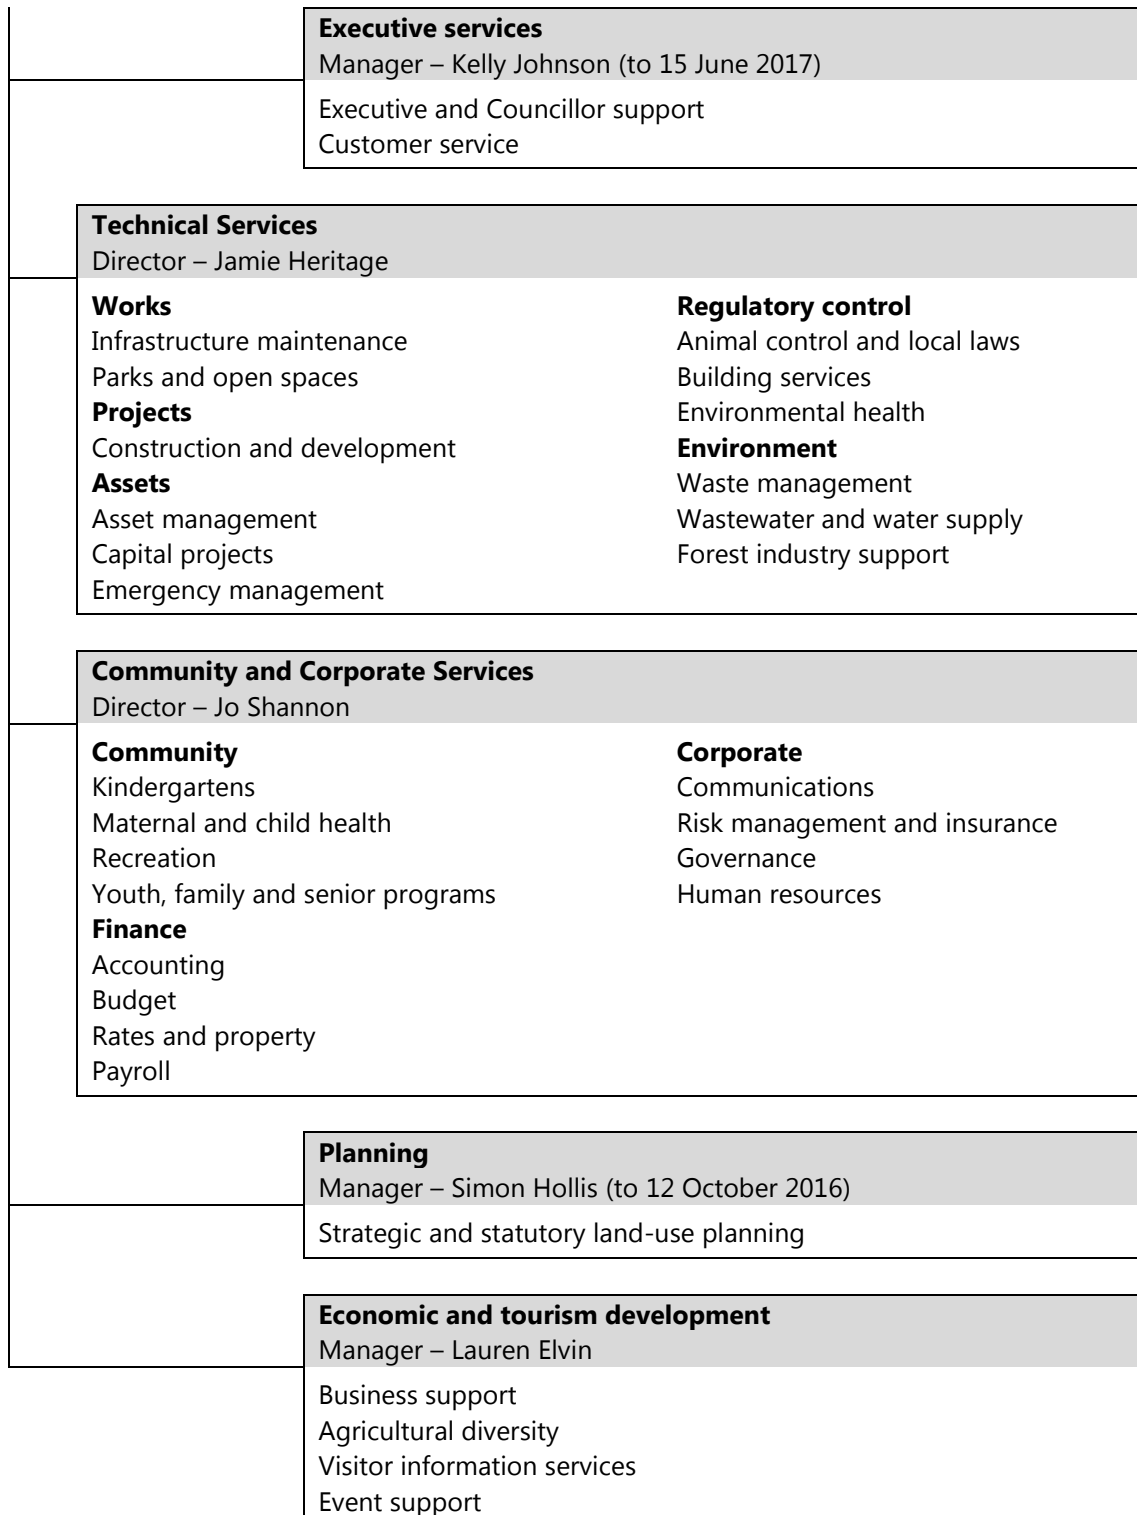 Executive services
Manager – Kelly Johnson (to 15 June 2017)
Executive and Councillor support
Customer service
Technical Services
Director – Jamie Heritage
Works
Infrastructure maintenance
Parks and open spaces
Projects
Construction and development
Assets
Asset management
Capital projects
Emergency management
Regulatory control
Animal control and local laws
Building services
Environmental health
Environment
Waste management
Wastewater and water supply
Forest industry support
Community and Corporate Services
Director – Jo Shannon
Community
Kindergartens
Maternal and child health
Recreation
Youth, family and senior programs
Finance
Accounting
Budget
Rates and property
Payroll
Corporate
Communications
Risk management and insurance
Governance
Human resources
Planning
Manager – Simon Hollis (to 12 October 2016)
Strategic and statutory land-use planning
Economic and tourism development
Manager – Lauren Elvin
Business support
Agricultural diversity
Visitor information services
Event support